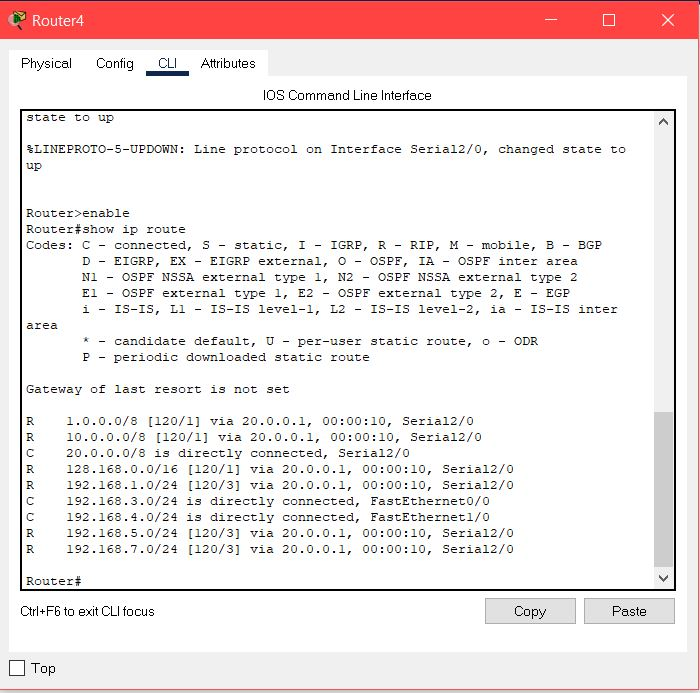 Router4
Physical Config CLI Attributes
IOS Command Line Interface
state to up
%LINEPROTO-5-UPDOWN: Line protocol on Interface Serial2/0, changed state to
up
Router>enable
Router#show ip route
Codes: C - connected, S - static, I - IGRP, R - RIP, M - mobile, B - BGP
D - EIGRP, EX - EIGRP external, O - OSPF, IA - OSPF inter area
N1 - OSPF NSSA external type 1, N2 - OSPF NSSA external type 2
E1 - OSPF external type 1, E2 - OSPF external type 2, E - EGP
i - IS-IS, L1 - IS-IS level-1, L2 - IS-IS level-2, ia - IS-IS inter
area
* - candidate default, U - per-user static route, o - ODR
P - periodic downloaded static route
Gateway of last resort is not set
R 1.0.0.0/8 [120/1] via 20.0.0.1, 00:00:10, Serial2/0
R 10.0.0.0/8 [120/1] via 20.0.0.1, 00:00:10, Serial2/0
C 20.0.0.0/8 is directly connected, Serial2/0
R 128.168.0.0/16 [120/1] via 20.0.0.1, 00:00:10, Serial2/0
R 192.168.1.0/24 [120/3] via 20.0.0.1, 00:00:10, Serial2/0
C 192.168.3.0/24 is directly connected, FastEthernet0/0
C 192.168.4.0/24 is directly connected, FastEthernet1/0
R 192.168.5.0/24 [120/3] via 20.0.0.1, 00:00:10, Serial2/0
R 192.168.7.0/24 [120/3] via 20.0.0.1, 00:00:10, Serial2/0
Router#
Ctrl+F6 to exit CLI focus Copy Paste
Top